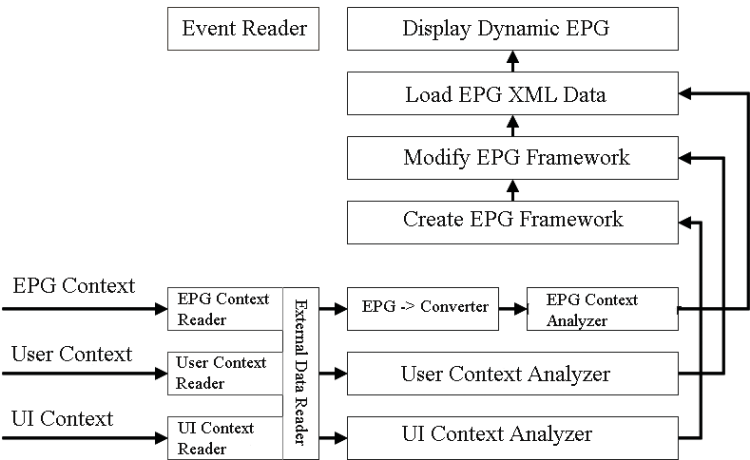 Event Reader
Display Dynamic EPG
Load EPG XML Data
Modify EPG Framework
Create EPG Framework
EPG Context
EPG Context
Reader
External Data Reader
EPG -> Converter
EPG Context
Analyzer
User Context
User Context
Reader
User Context Analyzer
UI Context
UI Context
Reader
UI Context Analyzer